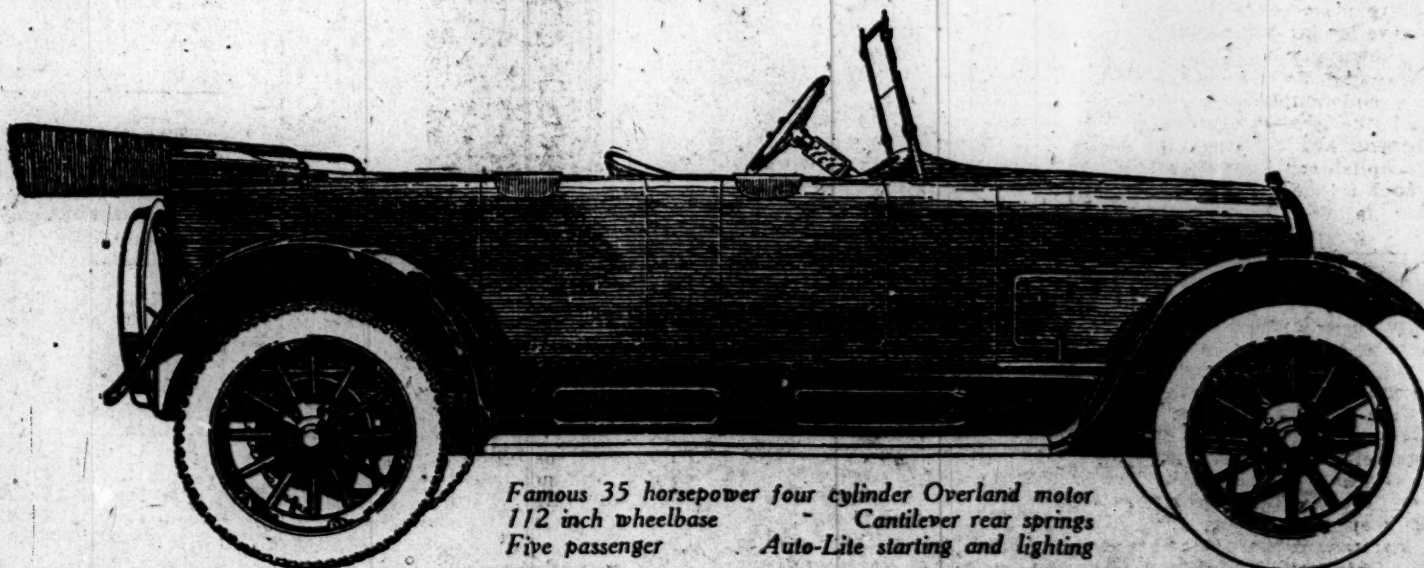 Famous 35 horsepower four cylinder Overland motor
112 inch wheelbase - Cantilever rear springs
Five passenger Auto-Lite starting and lighting